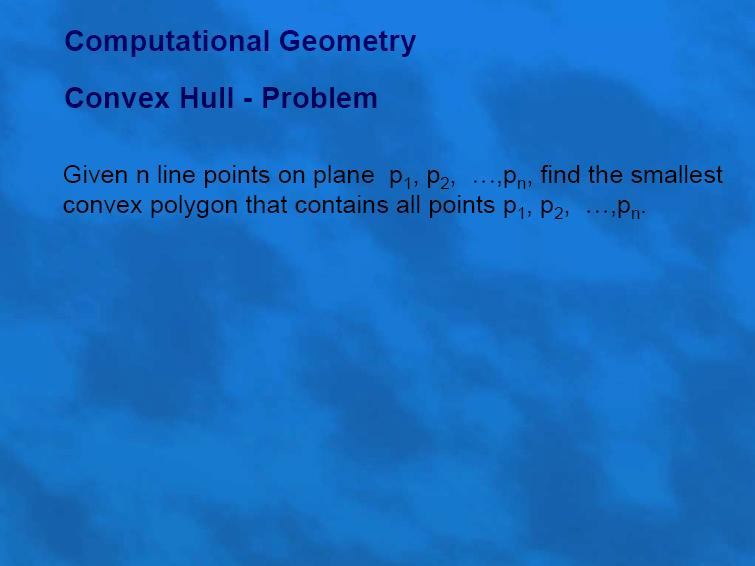 Computational Geometry
Convex Hull - Problem
Given n line points on plane p₁, p₂, …,pₙ, find the smallest
convex polygon that contains all points p₁, p₂, …,pₙ.